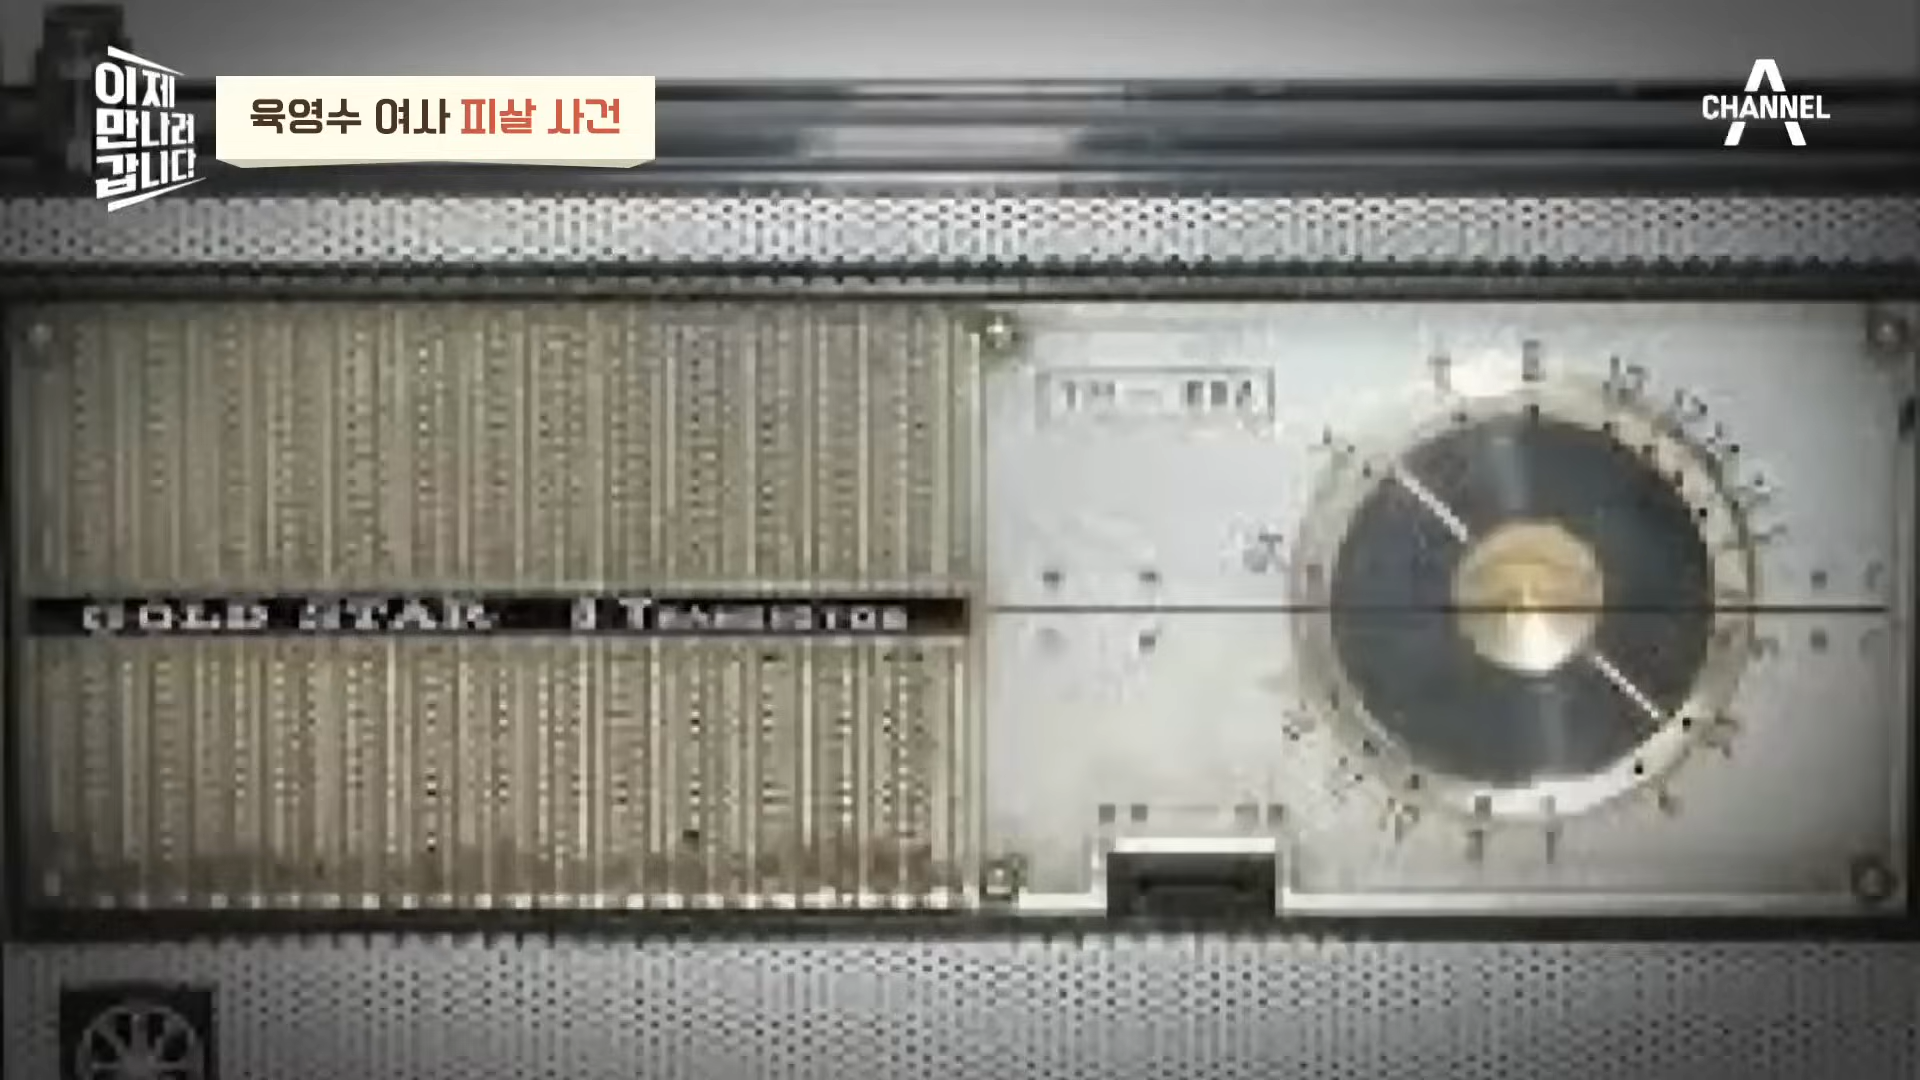 이제
만나러
갑니다
육영수 여사 피살 사건
CHANNEL A
GOLD STAR 8 TRANSISTOR